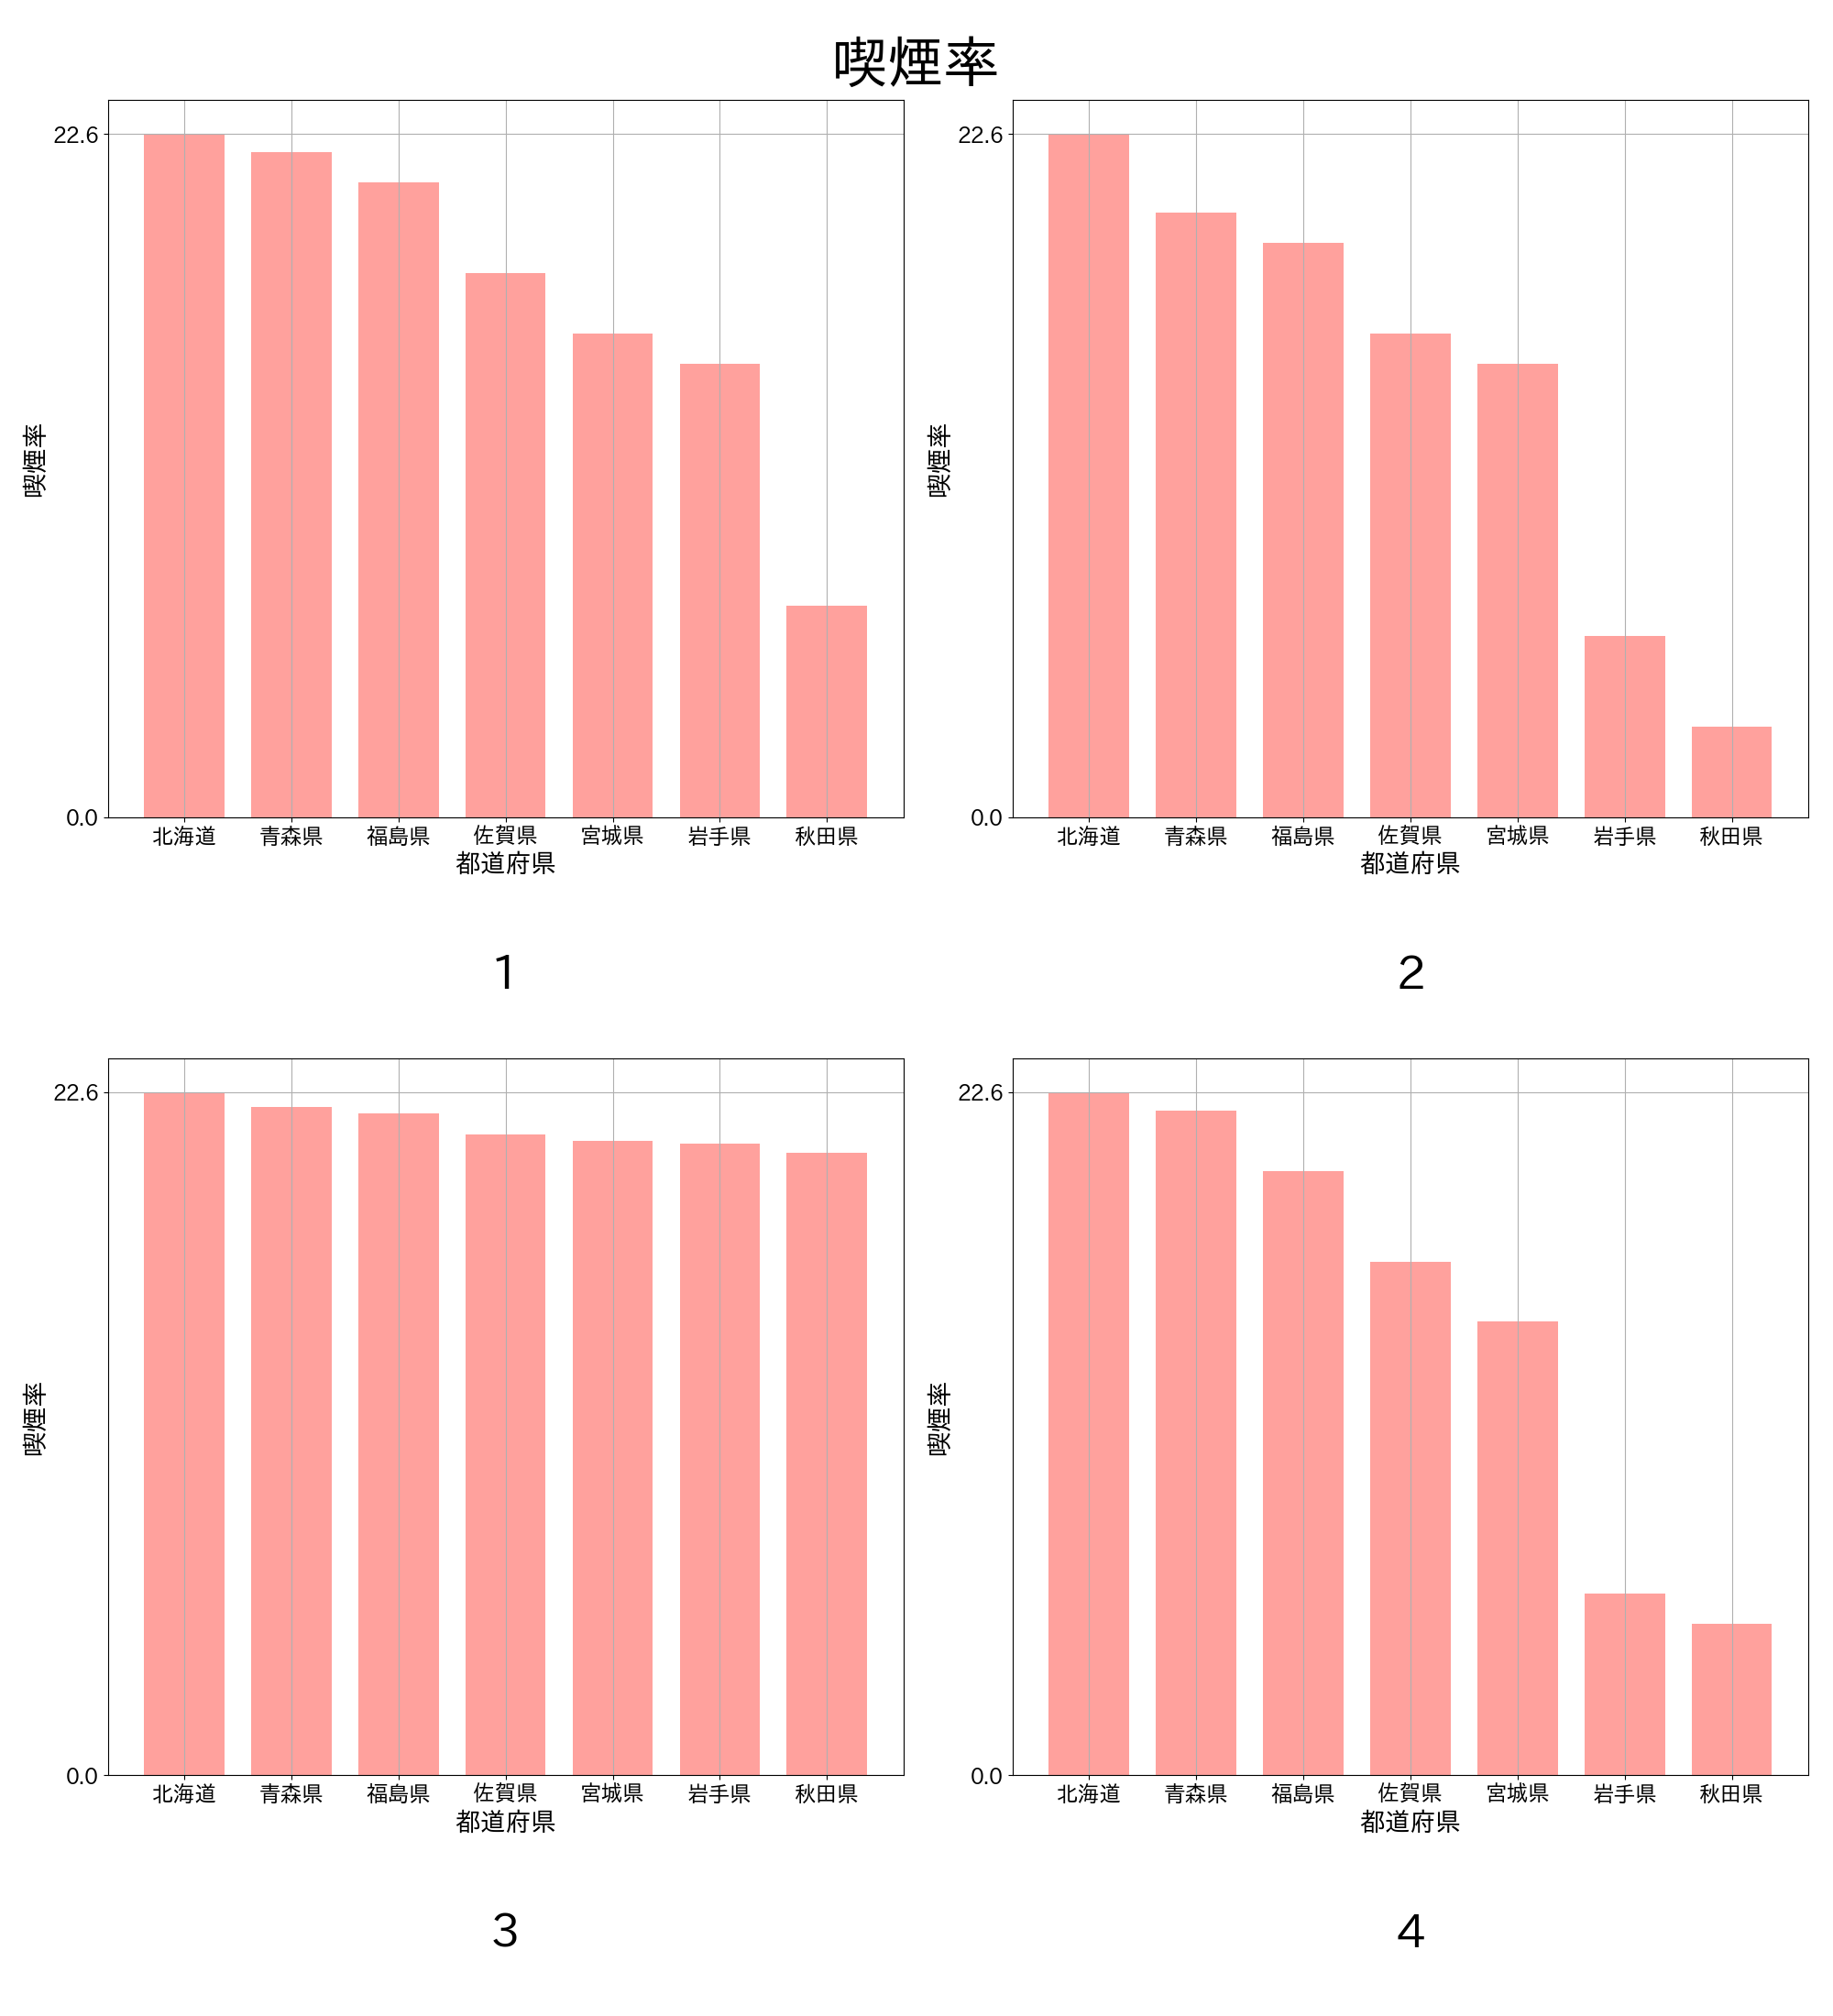 喫煙率
22.6
喫煙率
0.0
北海道 青森県 福島県 佐賀県 宮城県 岩手県 秋田県
都道府県
1
22.6
喫煙率
0.0
北海道 青森県 福島県 佐賀県 宮城県 岩手県 秋田県
都道府県
2
22.6
喫煙率
0.0
北海道 青森県 福島県 佐賀県 宮城県 岩手県 秋田県
都道府県
3
22.6
喫煙率
0.0
北海道 青森県 福島県 佐賀県 宮城県 岩手県 秋田県
都道府県
4